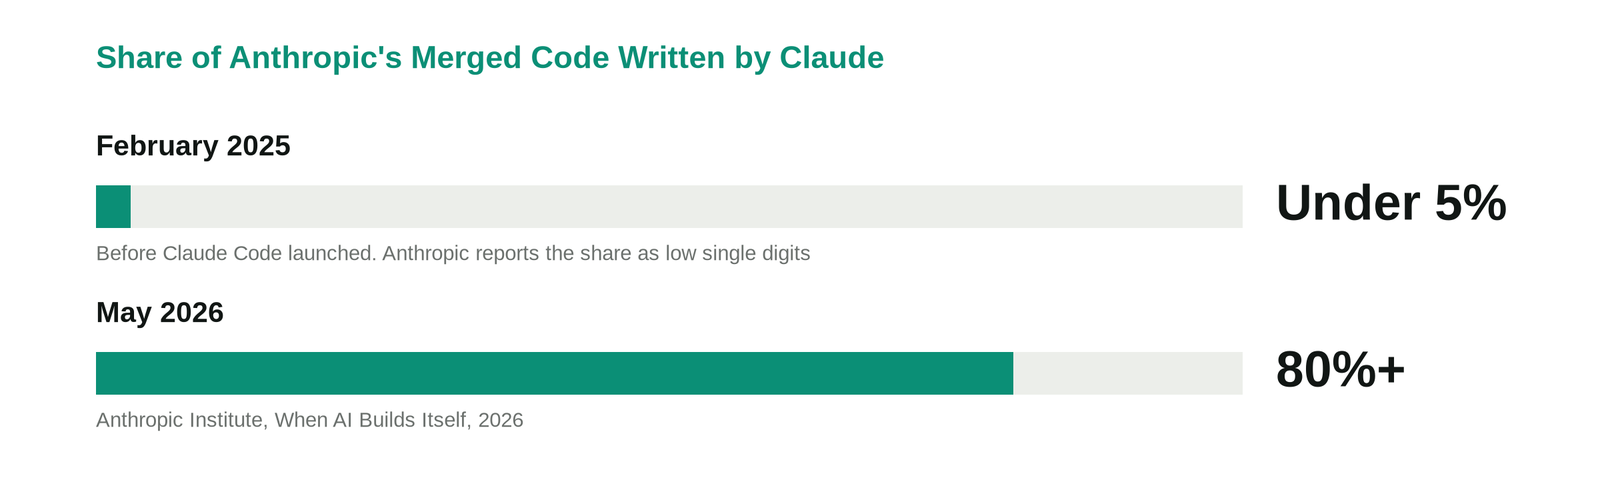 Share of Anthropic's Merged Code Written by Claude
February 2025
Under 5%
Before Claude Code launched. Anthropic reports the share as low single digits
May 2026
80%+
Anthropic Institute, When AI Builds Itself, 2026